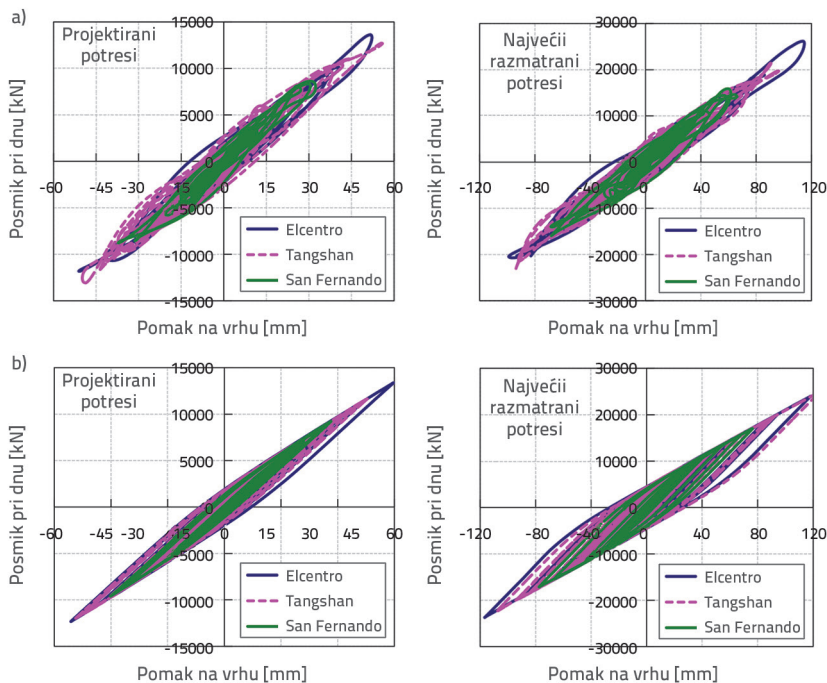 a)
Projektirani
potresi
15000
10000
5000
0
-5000
-10000
-15000
-60 -45 -30 -15 0 15 30 45 60
Elcentro
Tangshan
San Fernando
Posmik pri dnu [kN]
Pomak na vrhu [mm]
Najvećii
razmatrani
potresi
30000
20000
10000
0
-10000
-20000
-30000
-120 -80 -40 0 40 80 120
Elcentro
Tangshan
San Fernando
Posmik pri dnu [kN]
Pomak na vrhu [mm]
b)
Projektirani
potresi
15000
10000
5000
0
-5000
-10000
-15000
-60 -45 -30 -15 0 15 30 45 60
Elcentro
Tangshan
San Fernando
Posmik pri dnu [kN]
Pomak na vrhu [mm]
Najvećii
razmatrani
potresi
30000
20000
10000
0
-10000
-20000
-30000
-120 -80 -40 0 40 80 120
Elcentro
Tangshan
San Fernando
Posmik pri dnu [kN]
Pomak na vrhu [mm]